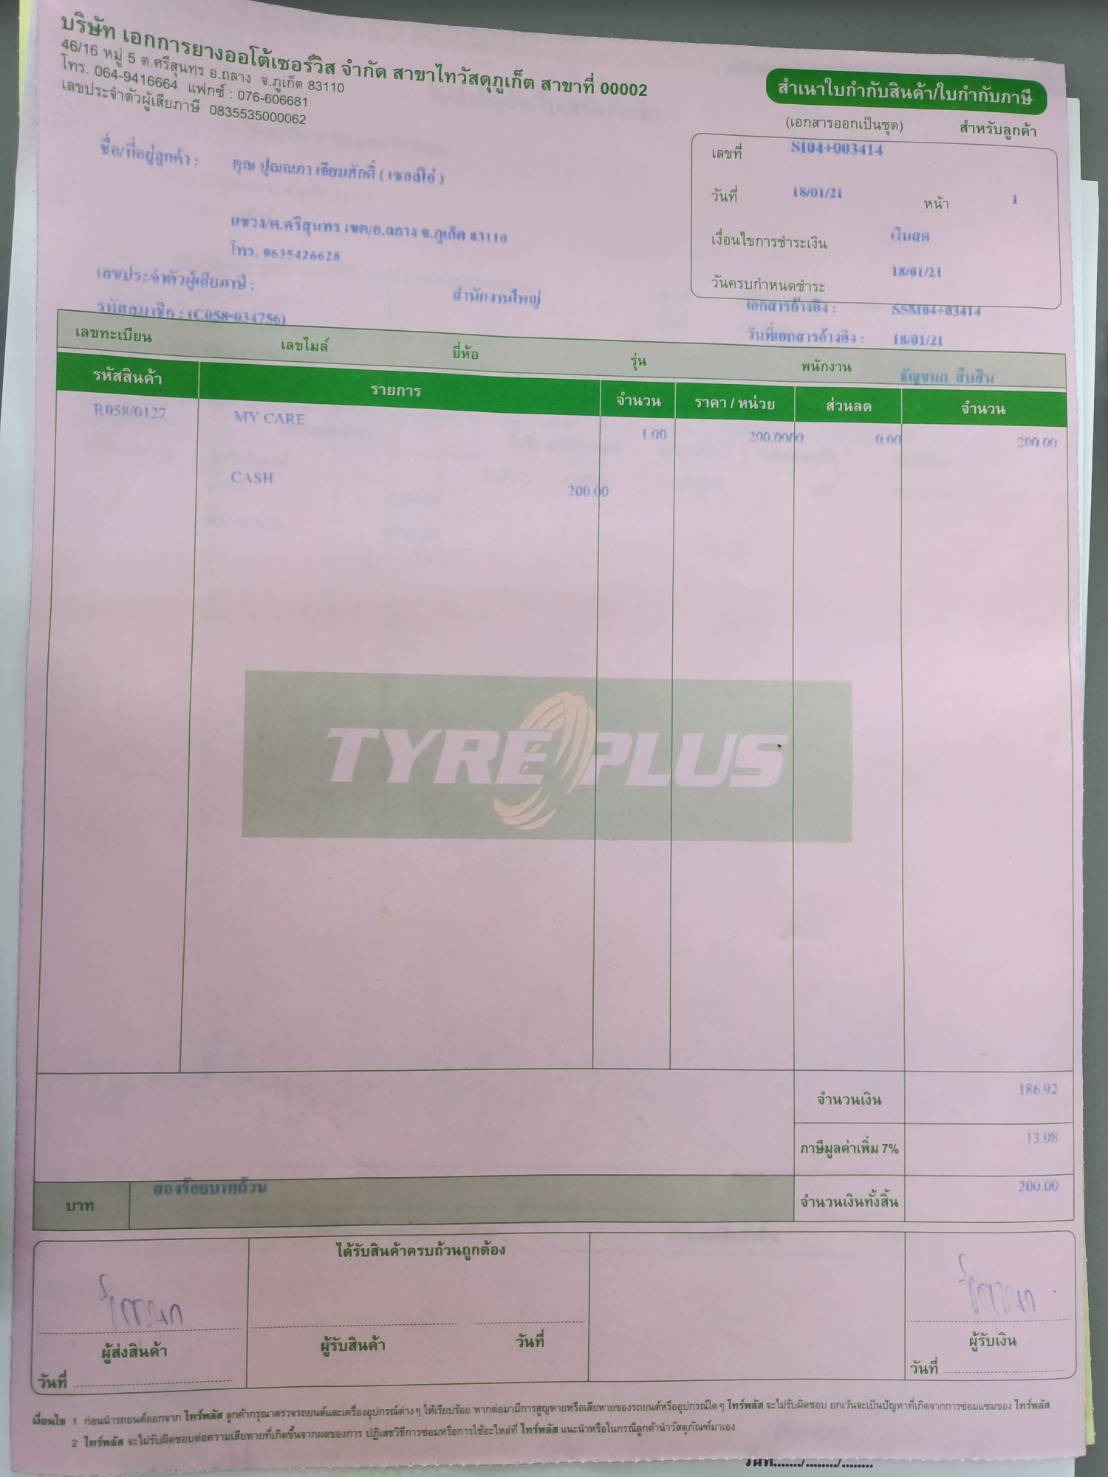 บริษัท เอกการยางออโต้เซอร์วิส จำกัด สาขาไทวัสดุภูเก็ต สาขาที่ 00002
46/16 หมู่ 5 ต.ศรีสุนทร อ.ถลาง จ.ภูเก็ต 83110
โทร. 064-9416664 แฟกซ์ : 076-606681
เลขประจำตัวผู้เสียภาษี 0835535000062
สำเนาใบกำกับสินค้า/ใบกำกับภาษี
(เอกสารออกเป็นชุด) สำหรับลูกค้า
ชื่อ/ที่อยู่ลูกค้า : คุณ
แขวง/ต.ศรีสุนทร เขต/อ.ถลาง จ.ภูเก็ต 83110
โทร. 0635426628
เลขประจำตัวผู้เสียภาษี : สำนักงานใหญ่
รหัสสมาชิก : (C058-034756)
เลขที่ SI04+003414
วันที่ 18/01/21 หน้า 1
เงื่อนไขการชำระเงิน เงินสด
วันครบกำหนดชำระ 18/01/21
เอกสารอ้างอิง : SSM04+03414
วันที่เอกสารอ้างอิง : 18/01/21
เลขทะเบียน เลขไมล์ ยี่ห้อ รุ่น พนักงาน ธัญชนก สืบสิน
รหัสสินค้า รายการ จำนวน ราคา / หน่วย ส่วนลด จำนวน
R058/0127 MY CARE 1.00 200.0000 0.00 200.00
CASH 200.00
TYREPLUS
จำนวนเงิน 186.92
ภาษีมูลค่าเพิ่ม 7% 13.08
บาท สองร้อยบาทถ้วน จำนวนเงินทั้งสิ้น 200.00
ได้รับสินค้าครบถ้วนถูกต้อง
ผู้ส่งสินค้า ผู้รับสินค้า วันที่ ผู้รับเงิน
วันที่ วันที่
เงื่อนไข 1 ก่อนนำรถยนต์ออกจาก ไทร์พลัส ลูกค้ากรุณาตรวจรถยนต์และเครื่องอุปกรณ์ต่างๆ ให้เรียบร้อย หากต่อมามีการสูญหายหรือเสียหายของรถยนต์หรืออุปกรณ์ใดๆ ไทร์พลัส จะไม่รับผิดชอบ ยกเว้นจะเป็นปัญหาที่เกิดจากการซ่อมแซมของ ไทร์พลัส
2 ไทร์พลัส จะไม่รับผิดชอบต่อความเสียหายที่เกิดขึ้นจากผลของการ ปฏิเสธวิธีการซ่อมหรือการใช้อะไหล่ที่ ไทร์พลัส แนะนำหรือในกรณีลูกค้านำวัสดุภัณฑ์มาเอง
วันที่......./......../........